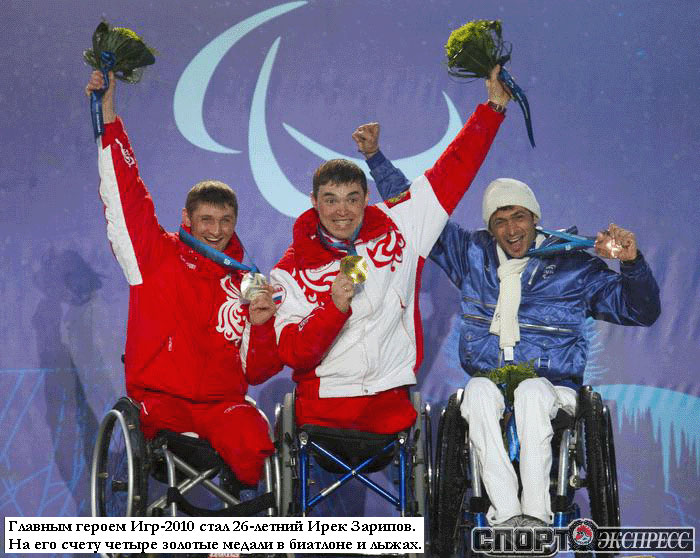 Главным героем Игр-2010 стал 26-летний Ирек Зарипов.
На его счету четыре золотые медали в биатлоне и лыжах.
СПОРТ ЭКСПРЕСС